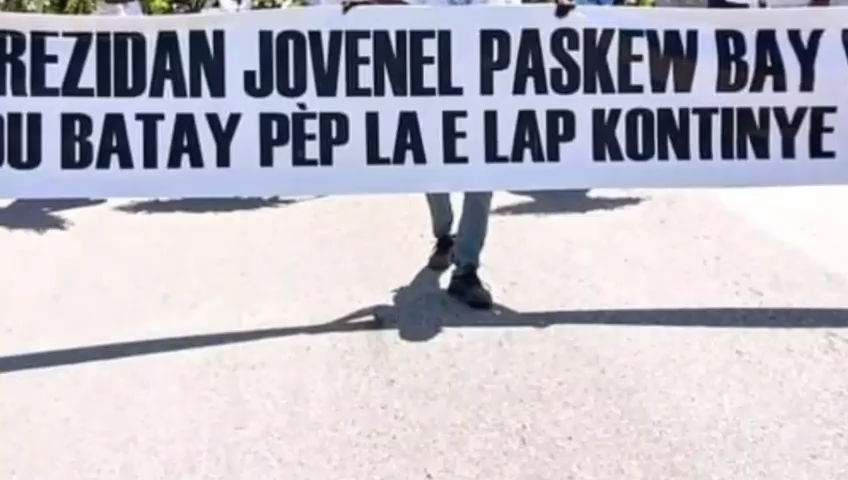 REZIDAN JOVENEL PASKEW BAY
OU BATAY PÈP LA E LAP KONTINYE